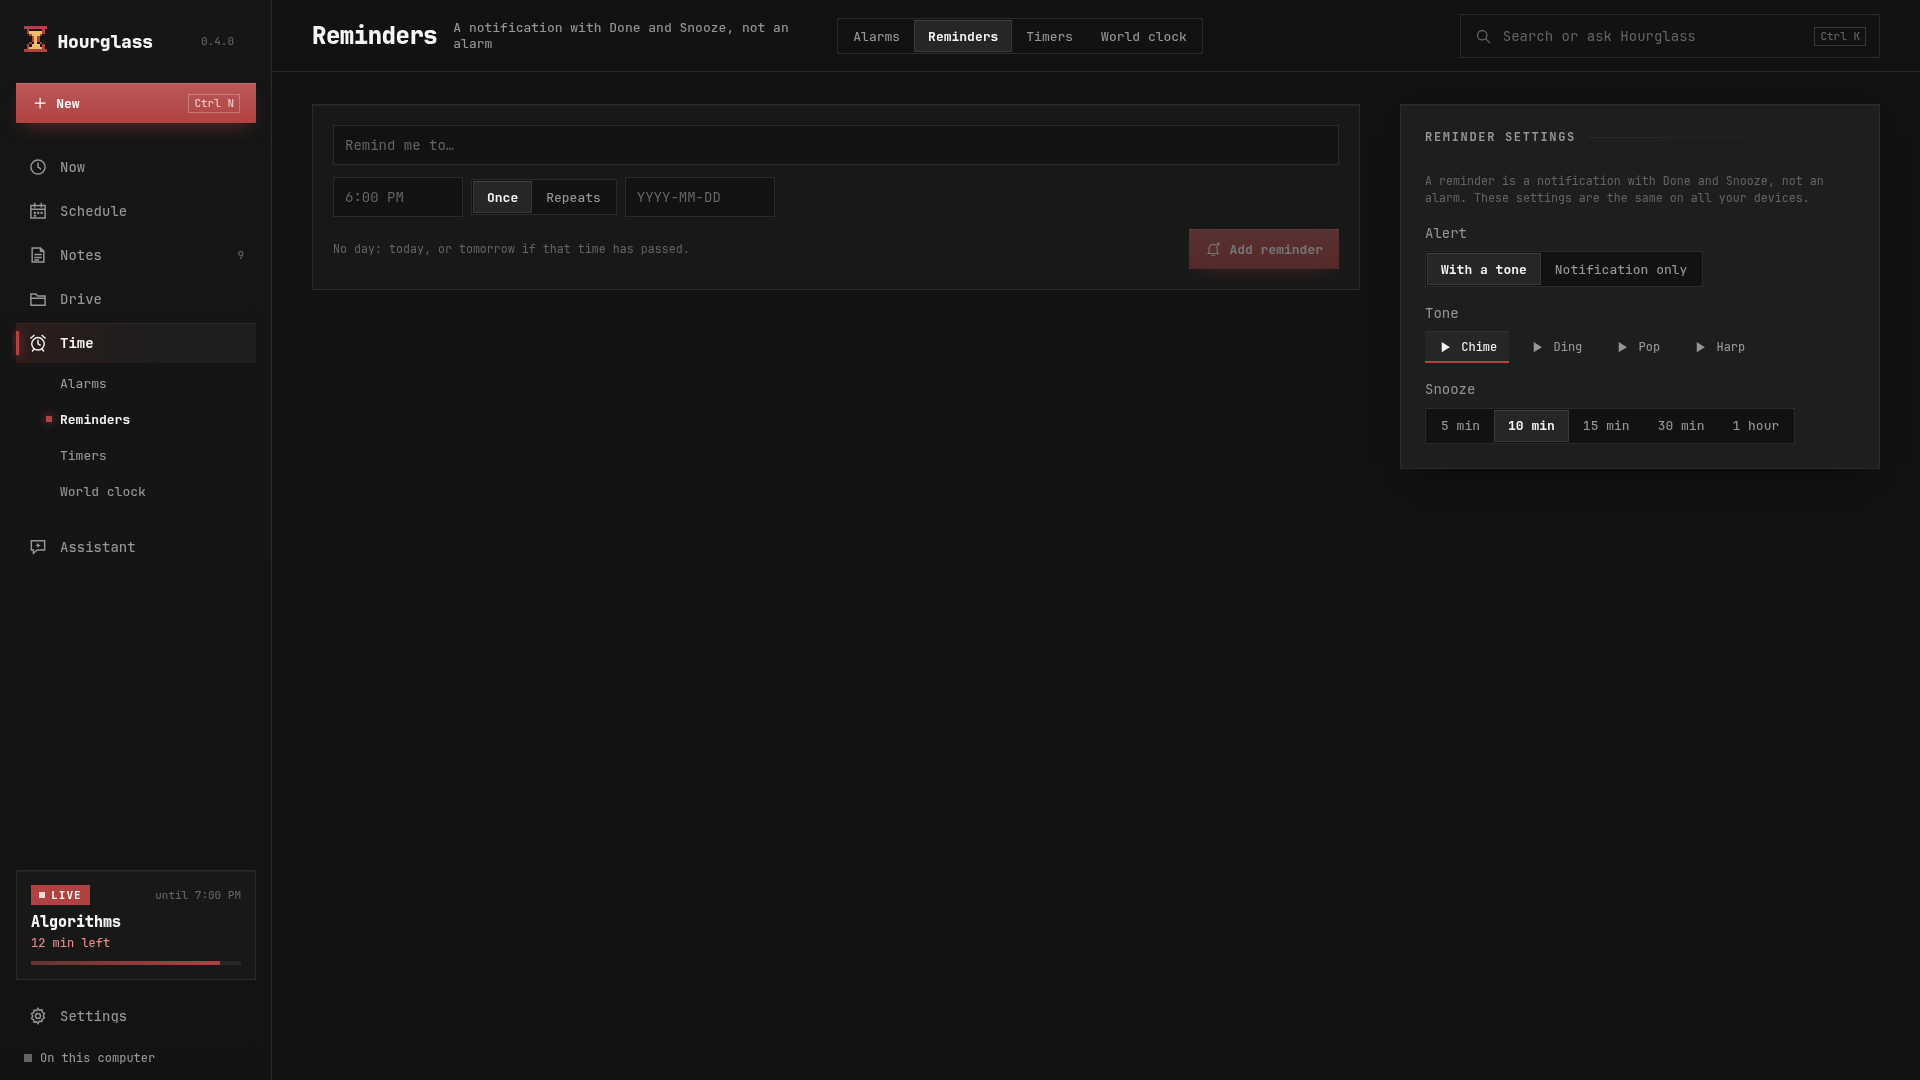 Hourglass 0.4.0
New Ctrl N
Now
Schedule
Notes 9
Drive
Time
Alarms
Reminders
Timers
World clock
Assistant
LIVE until 7:00 PM
Algorithms
12 min left
Settings
On this computer
Reminders
A notification with Done and Snooze, not an
alarm
Alarms Reminders Timers World clock
Search or ask Hourglass Ctrl K
Remind me to…
6:00 PM Once Repeats YYYY-MM-DD
No day: today, or tomorrow if that time has passed.
Add reminder
REMINDER SETTINGS
A reminder is a notification with Done and Snooze, not an
alarm. These settings are the same on all your devices.
Alert
With a tone Notification only
Tone
Chime Ding Pop Harp
Snooze
5 min 10 min 15 min 30 min 1 hour